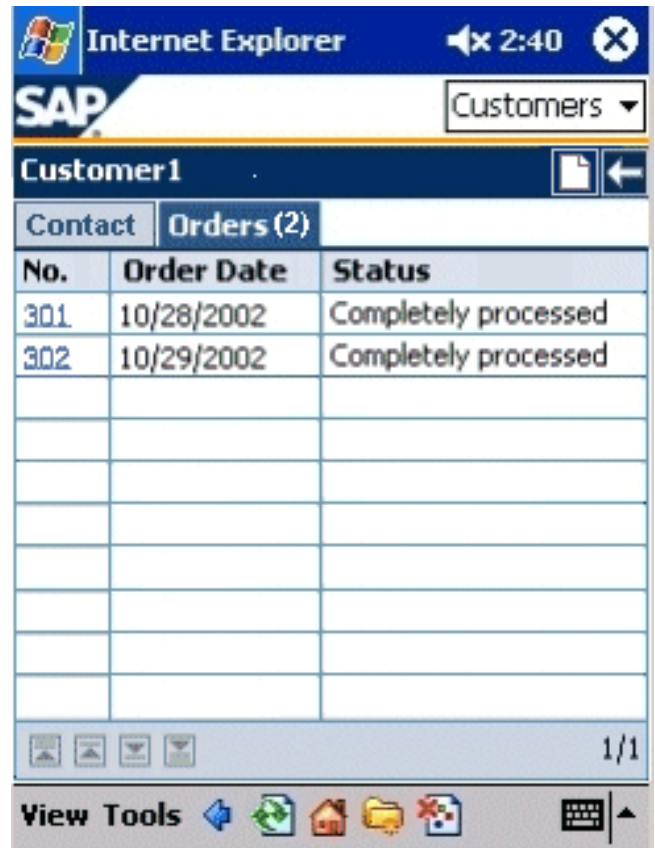 Internet Explorer 2:40
SAP Customers
Customer1
Contact Orders (2)
No. Order Date Status
301 10/28/2002 Completely processed
302 10/29/2002 Completely processed
1/1
View Tools